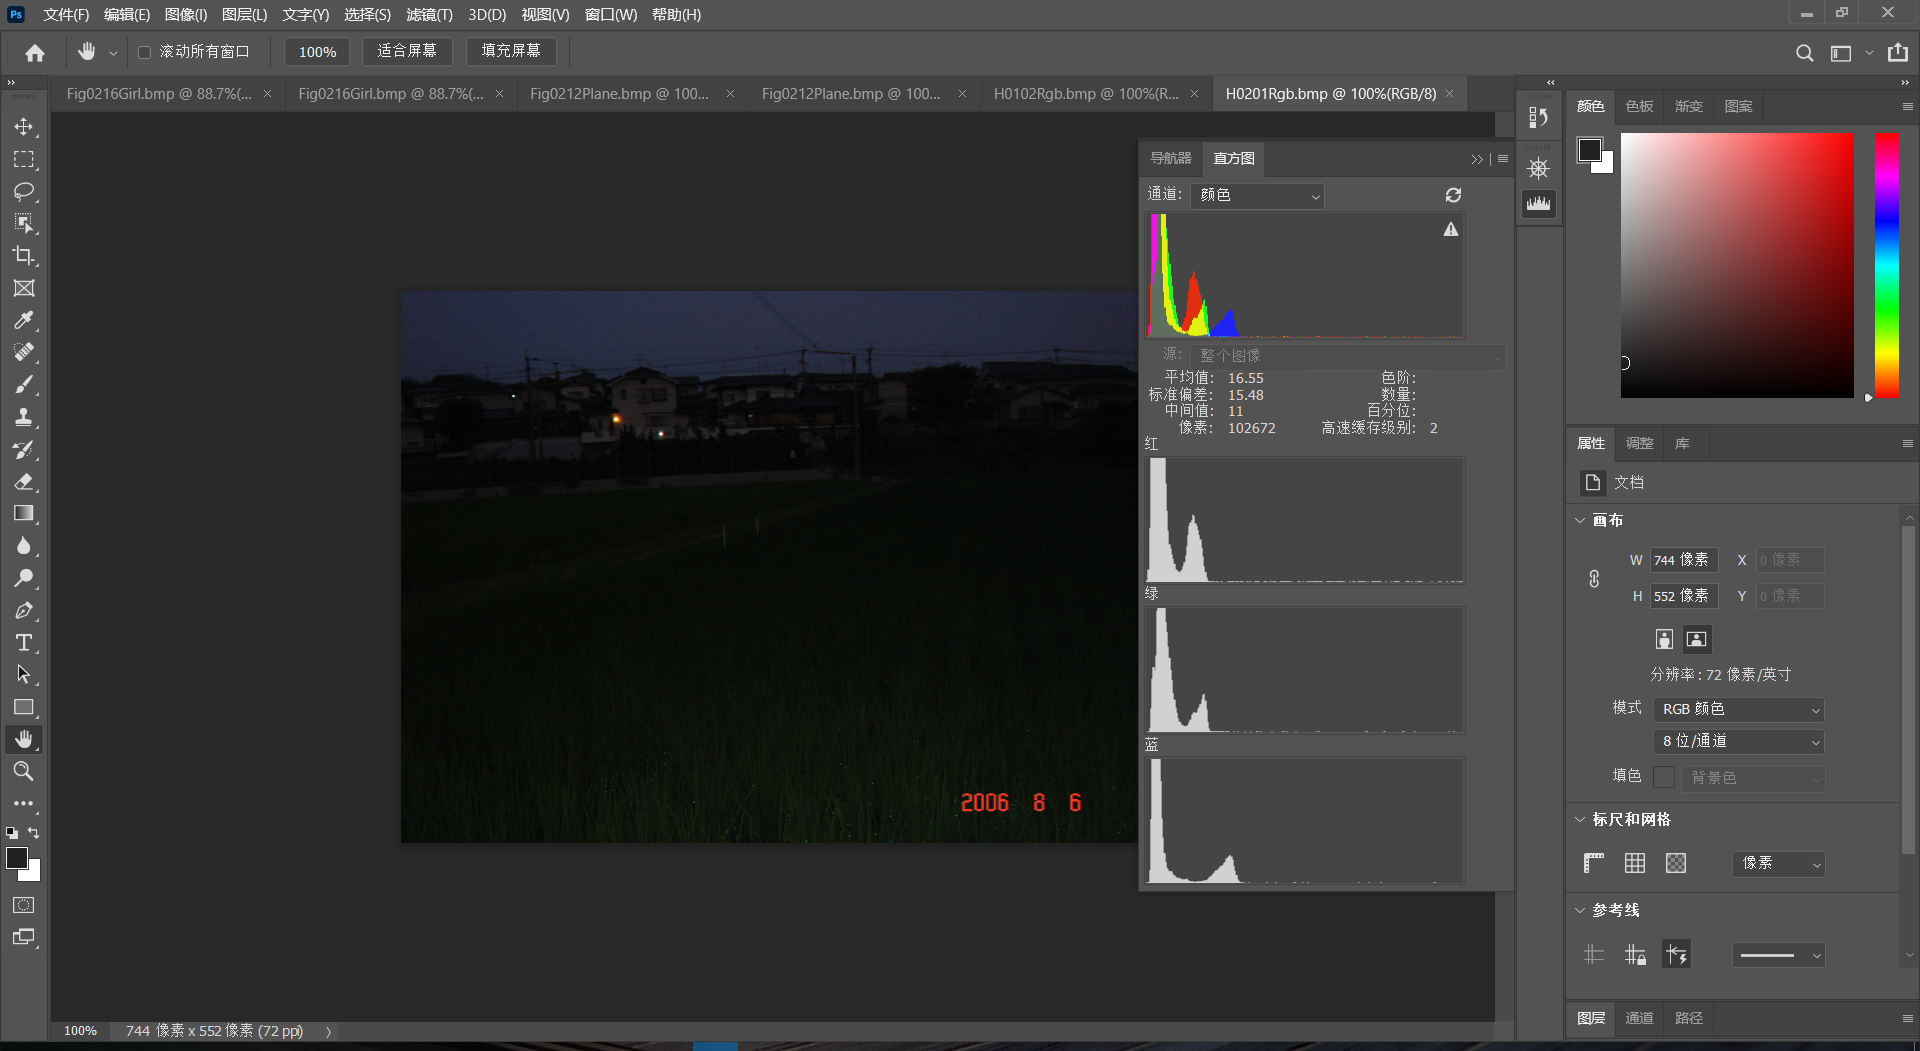 Ps 文件(F) 编辑(E) 图像(I) 图层(L) 文字(Y) 选择(S) 滤镜(T) 3D(D) 视图(V) 窗口(W) 帮助(H)
滚动所有窗口 100% 适合屏幕 填充屏幕
Fig0216Girl.bmp @ 88.7%(... × Fig0216Girl.bmp @ 88.7%(... × Fig0212Plane.bmp @ 100... × Fig0212Plane.bmp @ 100... × H0102Rgb.bmp @ 100%(R... × H0201Rgb.bmp @ 100%(RGB/8) ×
导航器 直方图
通道: 颜色
源: 整个图像
平均值: 16.55 色阶:
标准偏差: 15.48 数量:
中间值: 11 百分位:
像素: 102672 高速缓存级别: 2
红
绿
蓝
2006 8 6
颜色 色板 渐变 图案
属性 调整 库
文档
画布
W 744 像素 X 0 像素
H 552 像素 Y 0 像素
分辨率: 72 像素/英寸
模式 RGB 颜色
8 位/通道
填色 背景色
标尺和网格
像素
参考线
图层 通道 路径
100% 744 像素 x 552 像素 (72 ppi)